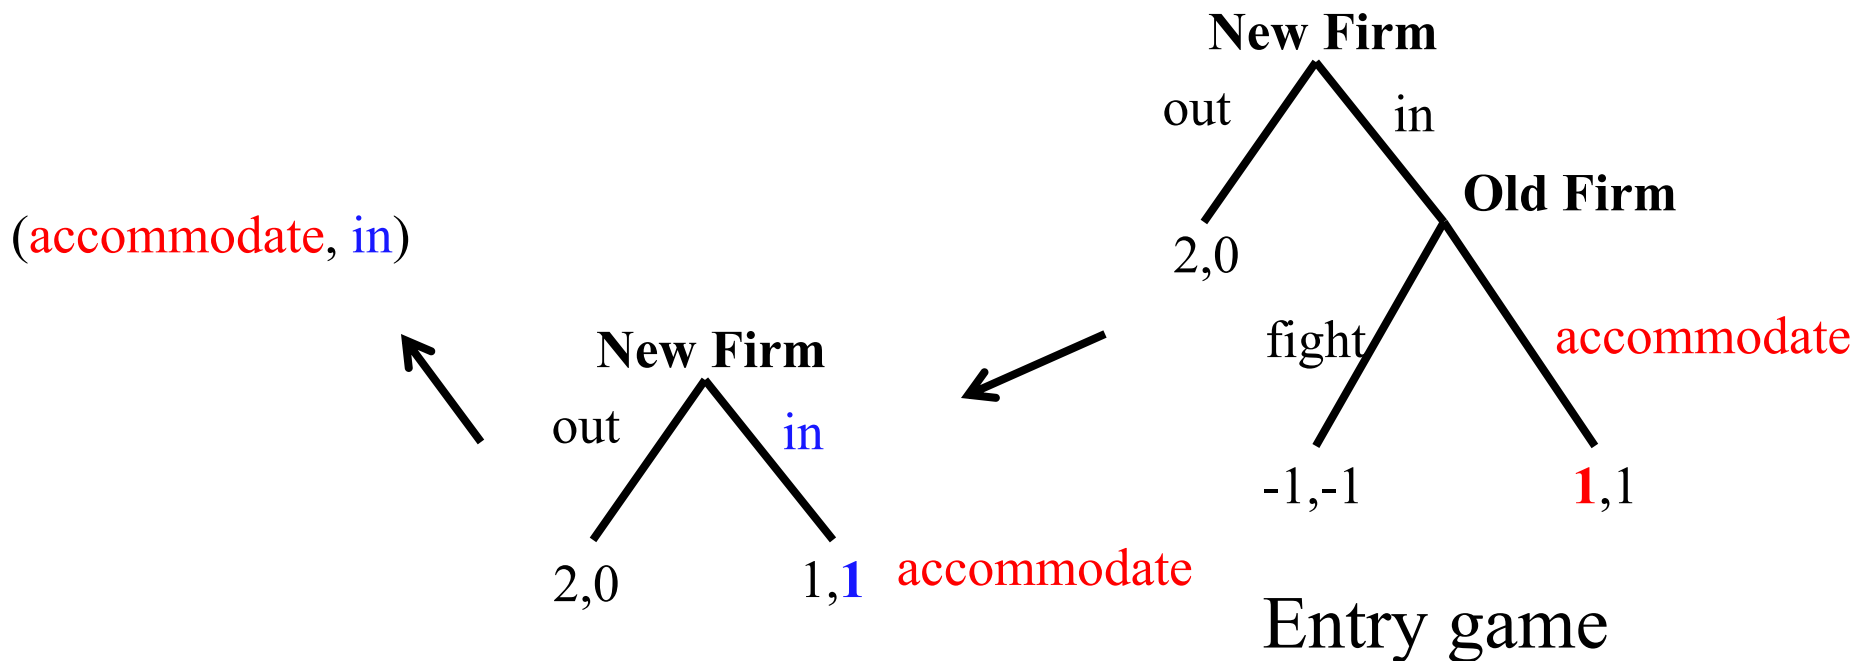 New Firm
out
in
Old Firm
2,0
fight
accommodate
-1,-1
1,1
Entry game
New Firm
out
in
2,0
1,1
accommodate
(accommodate, in)